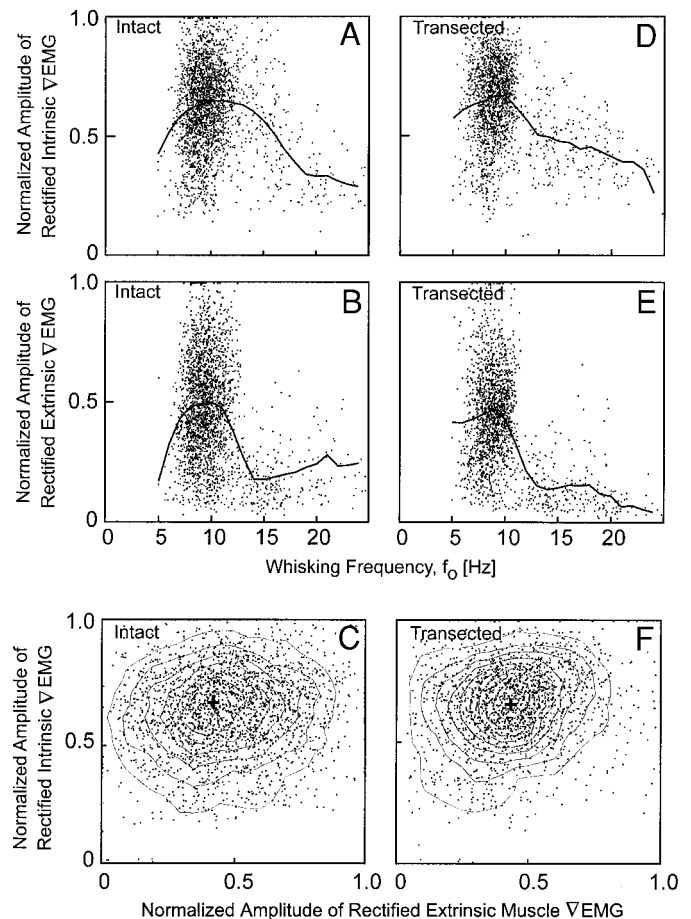 Normalized Amplitude of
Rectified Intrinsic ∇EMG
1.0
0.5
0
Intact
A
Transected
D
Normalized Amplitude of
Rectified Extrinsic ∇EMG
1.0
0.5
0
Intact
B
Transected
E
0 5 10 15 20
0 5 10 15 20
Whisking Frequency, fo [Hz]
Normalized Amplitude of
Rectified Intrinsic ∇EMG
1.0
0.5
0
Intact
C
Transected
F
0 0.5 1.0
0 0.5 1.0
Normalized Amplitude of Rectified Extrinsic Muscle ∇EMG